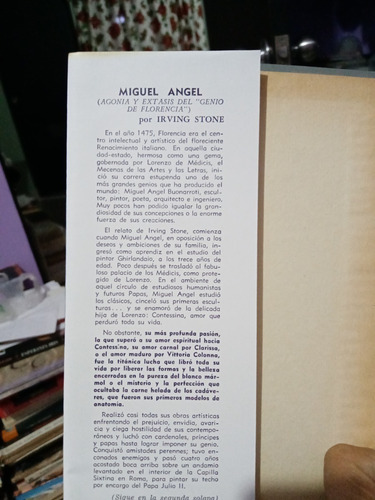 MIGUEL ANGEL
(AGONIA Y EXTASIS DEL "GENIO
DE FLORENCIA")
por IRVING STONE
En el año 1475, Florencia era el cen-
tro intelectual y artístico del floreciente
Renacimiento italiano. En aquella ciu-
dad-estado, hermosa como una gema,
gobernada por Lorenzo de Médicis, el
Mecenas de las Artes y las Letras, ini-
ció su carrera estupenda uno de los
más grandes genios que ha producido el
mundo: Miguel Angel Buonarroti, escul-
tor, pintor, poeta, arquitecto e ingeniero.
Muy pocos han podido igualar la gran-
diosidad de sus concepciones o la enorme
fuerza de sus creaciones.
El relato de Irving Stone, comienza
cuando Miguel Angel, en oposición a los
deseos y ambiciones de su familia, in-
gresó como aprendiz en el estudio del
pintor Ghirlandaio, a los trece años de
edad. Poco después se trasladó al fabu-
loso palacio de los Médicis, como prote-
gido de Lorenzo. En el ambiente de
aquel círculo de estudiosos humanistas
y futuros Papas, Miguel Angel estudió
los clásicos, cinceló sus primeras escul-
turas... y se enamoró de la delicada
hija de Lorenzo: Contessina, amor que
perduró toda su vida.
No obstante, su más profunda pasión,
la que superó a su amor espiritual hacia
Contessina, su amor carnal por Clarissa,
o el amor maduro por Vittoria Colonna,
fue la titánica lucha que libró toda su
vida por liberar las formas y la belleza
encerradas en la pureza del blanco már-
mol o el misterio y la perfección que
ocultaba la carne helada de los cadáve-
res, que fueron sus primeros modelos de
anatomía.
Realizó casi todas sus obras artísticas
enfrentando el prejuicio, envidia, ava-
ricia y ciega hostilidad de sus contempo-
ráneos y luchó con cardenales, príncipes
y papas hasta lograr imponer su genio.
Conquistó amistades perennes; tuvo en-
conados enemigos y pasó cuatro años
acostado boca arriba sobre un andamio
levantado en el interior de la Capilla
Sixtina en Roma, para pintar su techo
por encargo del Papa Julio II.
(Sigue en la segunda solapa)